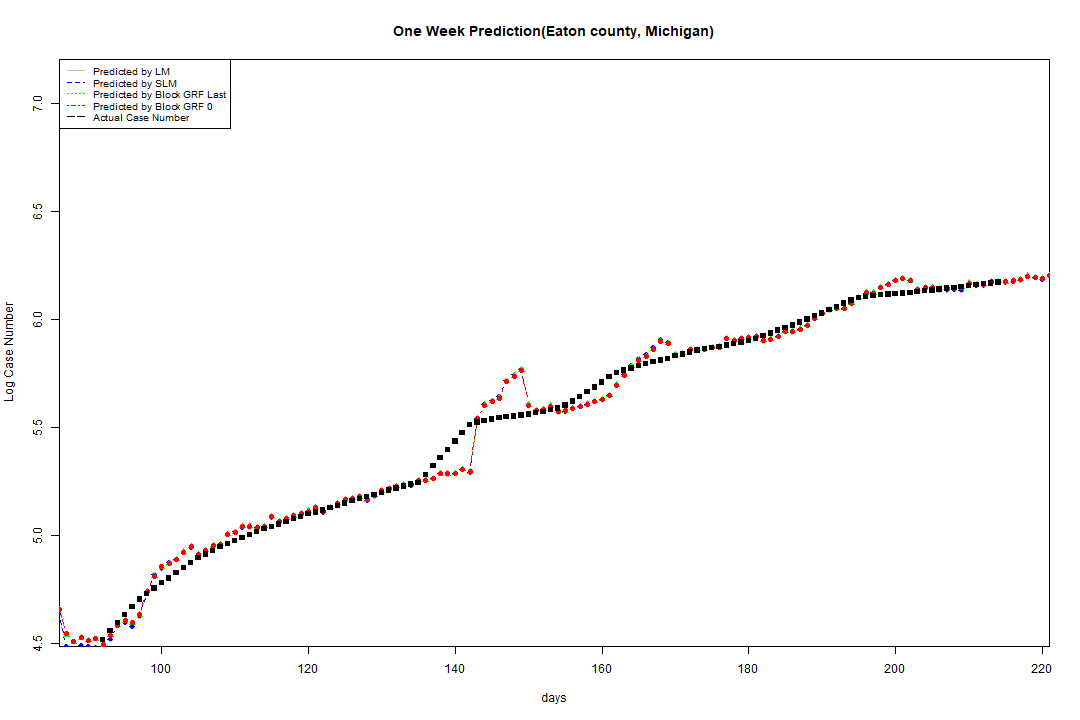 One Week Prediction(Eaton county, Michigan)
Predicted by LM
Predicted by SLM
Predicted by Block GRF Last
Predicted by Block GRF 0
Actual Case Number
7.0
6.5
6.0
5.5
5.0
4.5
Log Case Number
100 120 140 160 180 200 220
days